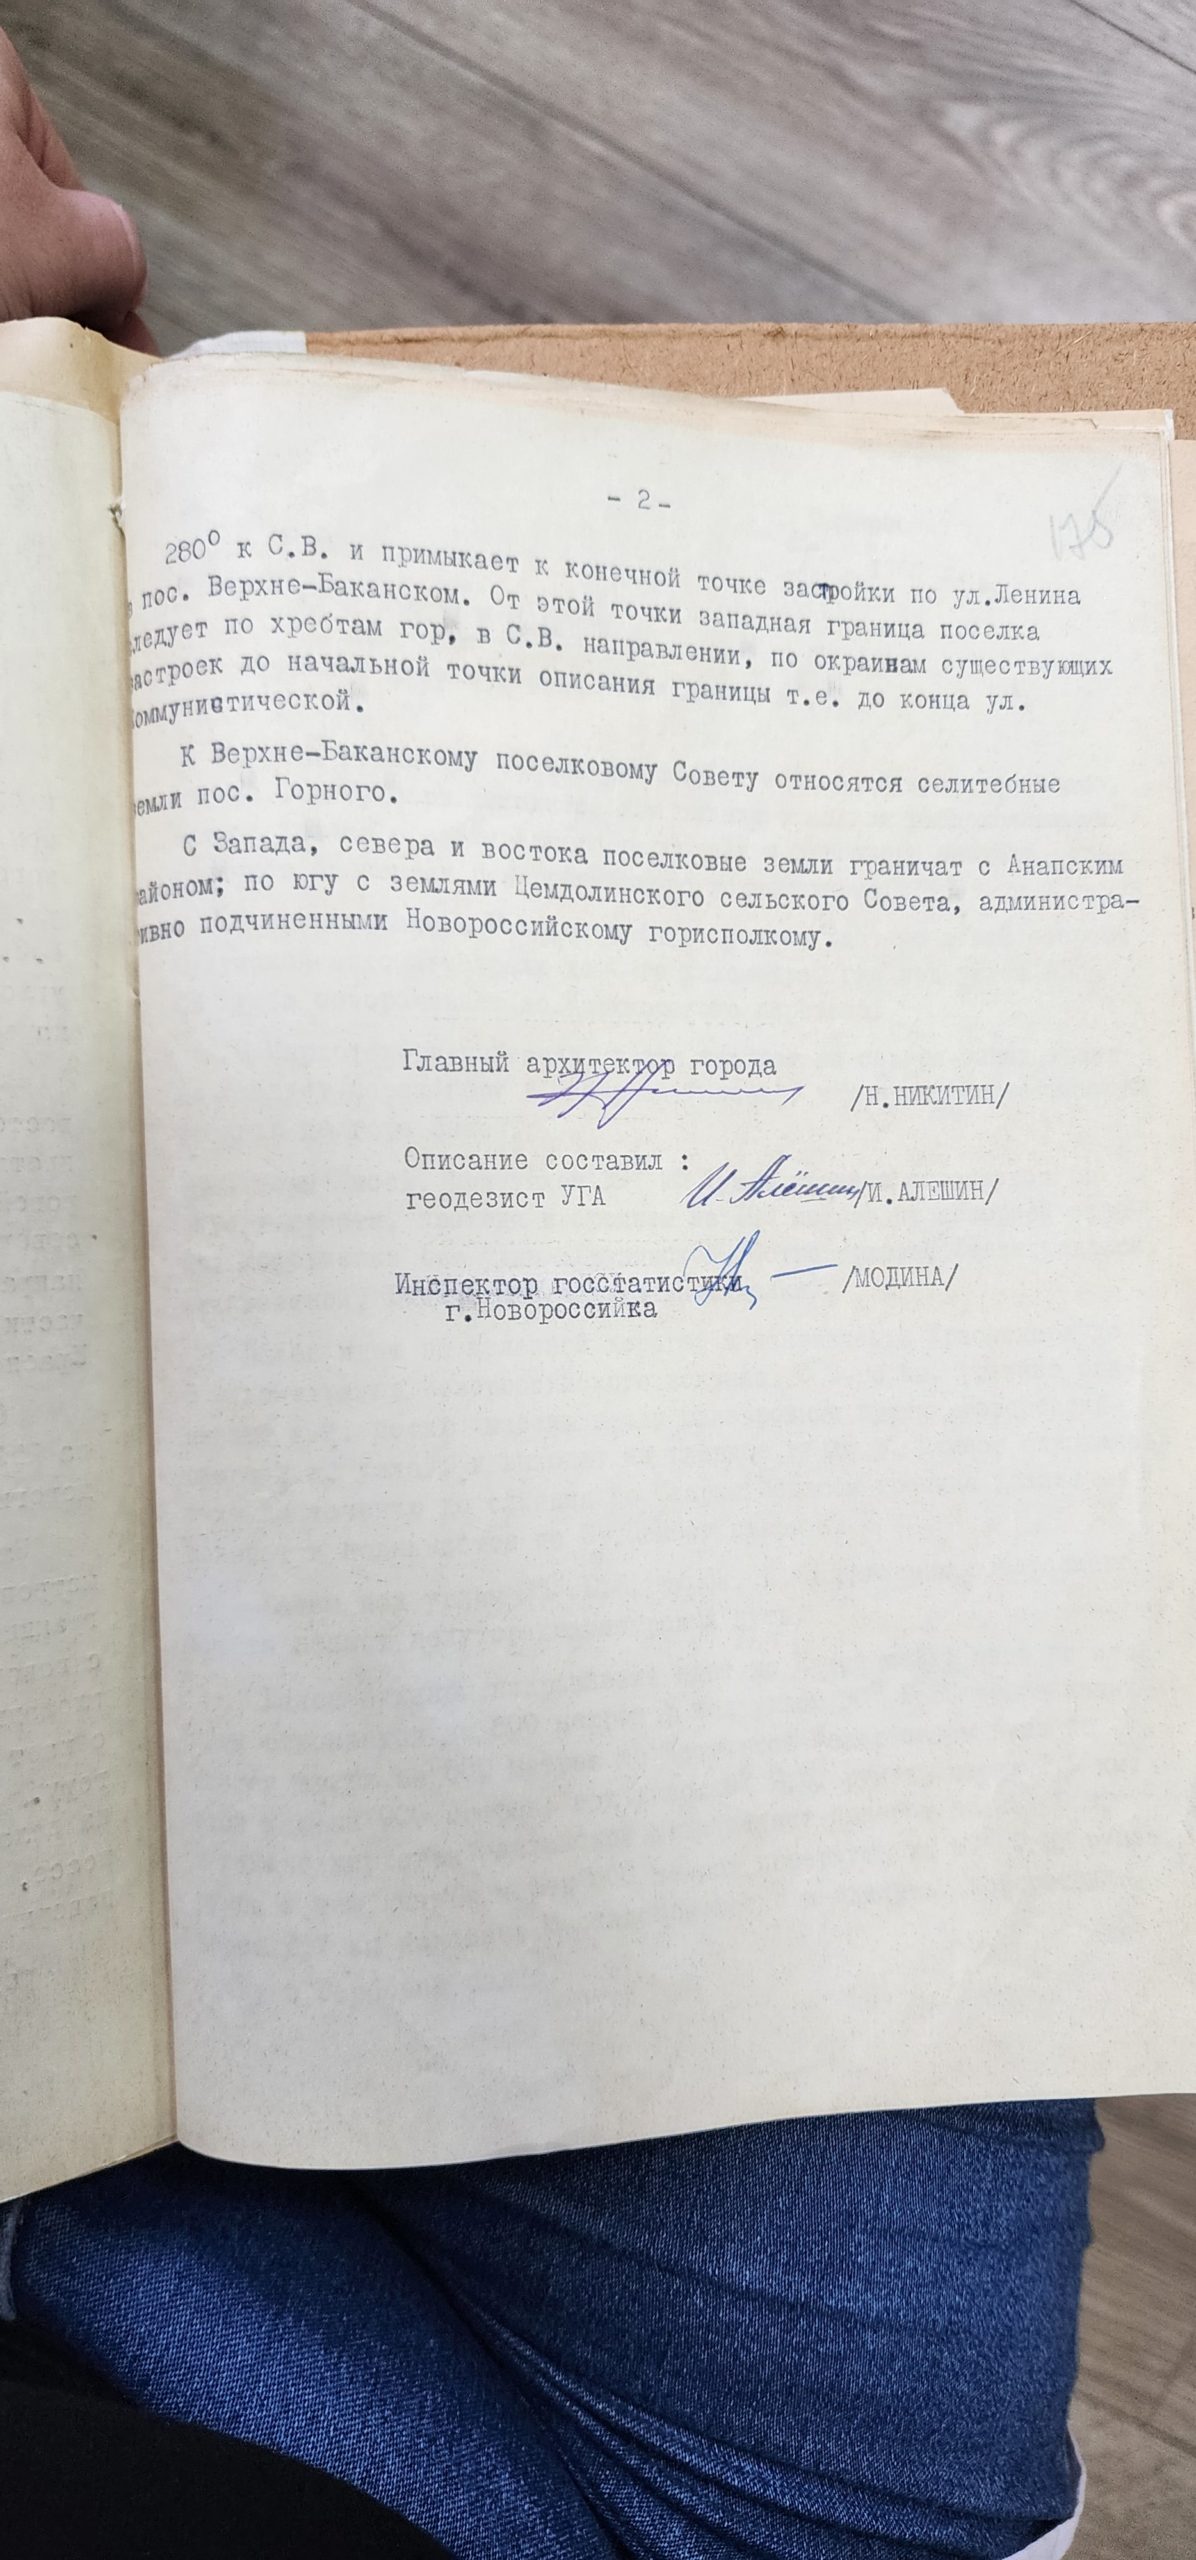 - 2 -
175
280° к С.В. и примыкает к конечной точке застройки по ул.Ленина
в пос. Верхне-Баканском. От этой точки западная граница поселка
следует по хребтам гор, в С.В. направлении, по окраинам существующих
застроек до начальной точки описания границы т.е. до конца ул.
Коммунистической.
К Верхне-Баканскому поселковому Совету относятся селитебные
земли пос. Горного.
С Запада, севера и востока поселковые земли граничат с Анапским
районом; по югу с землями Цемдолинского сельского Совета, администра-
тивно подчиненными Новороссийскому горисполкому.
Главный архитектор города
/Н.НИКИТИН/
Описание составил :
геодезист УГА И. Алёшин /И.АЛЕШИН/
Инспектор госстатистики /МОДИНА/
г.Новороссийка